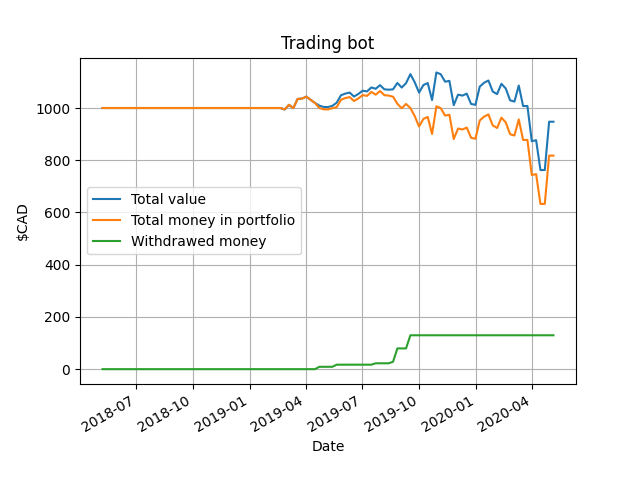 Trading bot
$CAD
1000
800
600
400
200
0
Total value
Total money in portfolio
Withdrawed money
2018-07
2018-10
2019-01
2019-04
2019-07
2019-10
2020-01
2020-04
Date